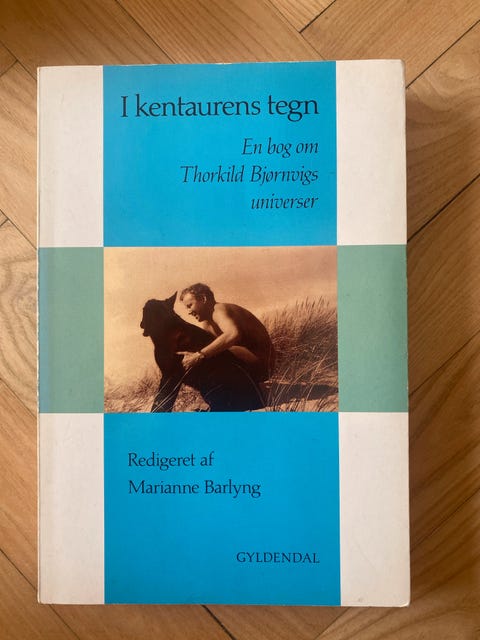 I kentaurens tegn
En bog om
Thorkild Bjørnvigs
universer
Redigeret af
Marianne Barlyng
GYLDENDAL